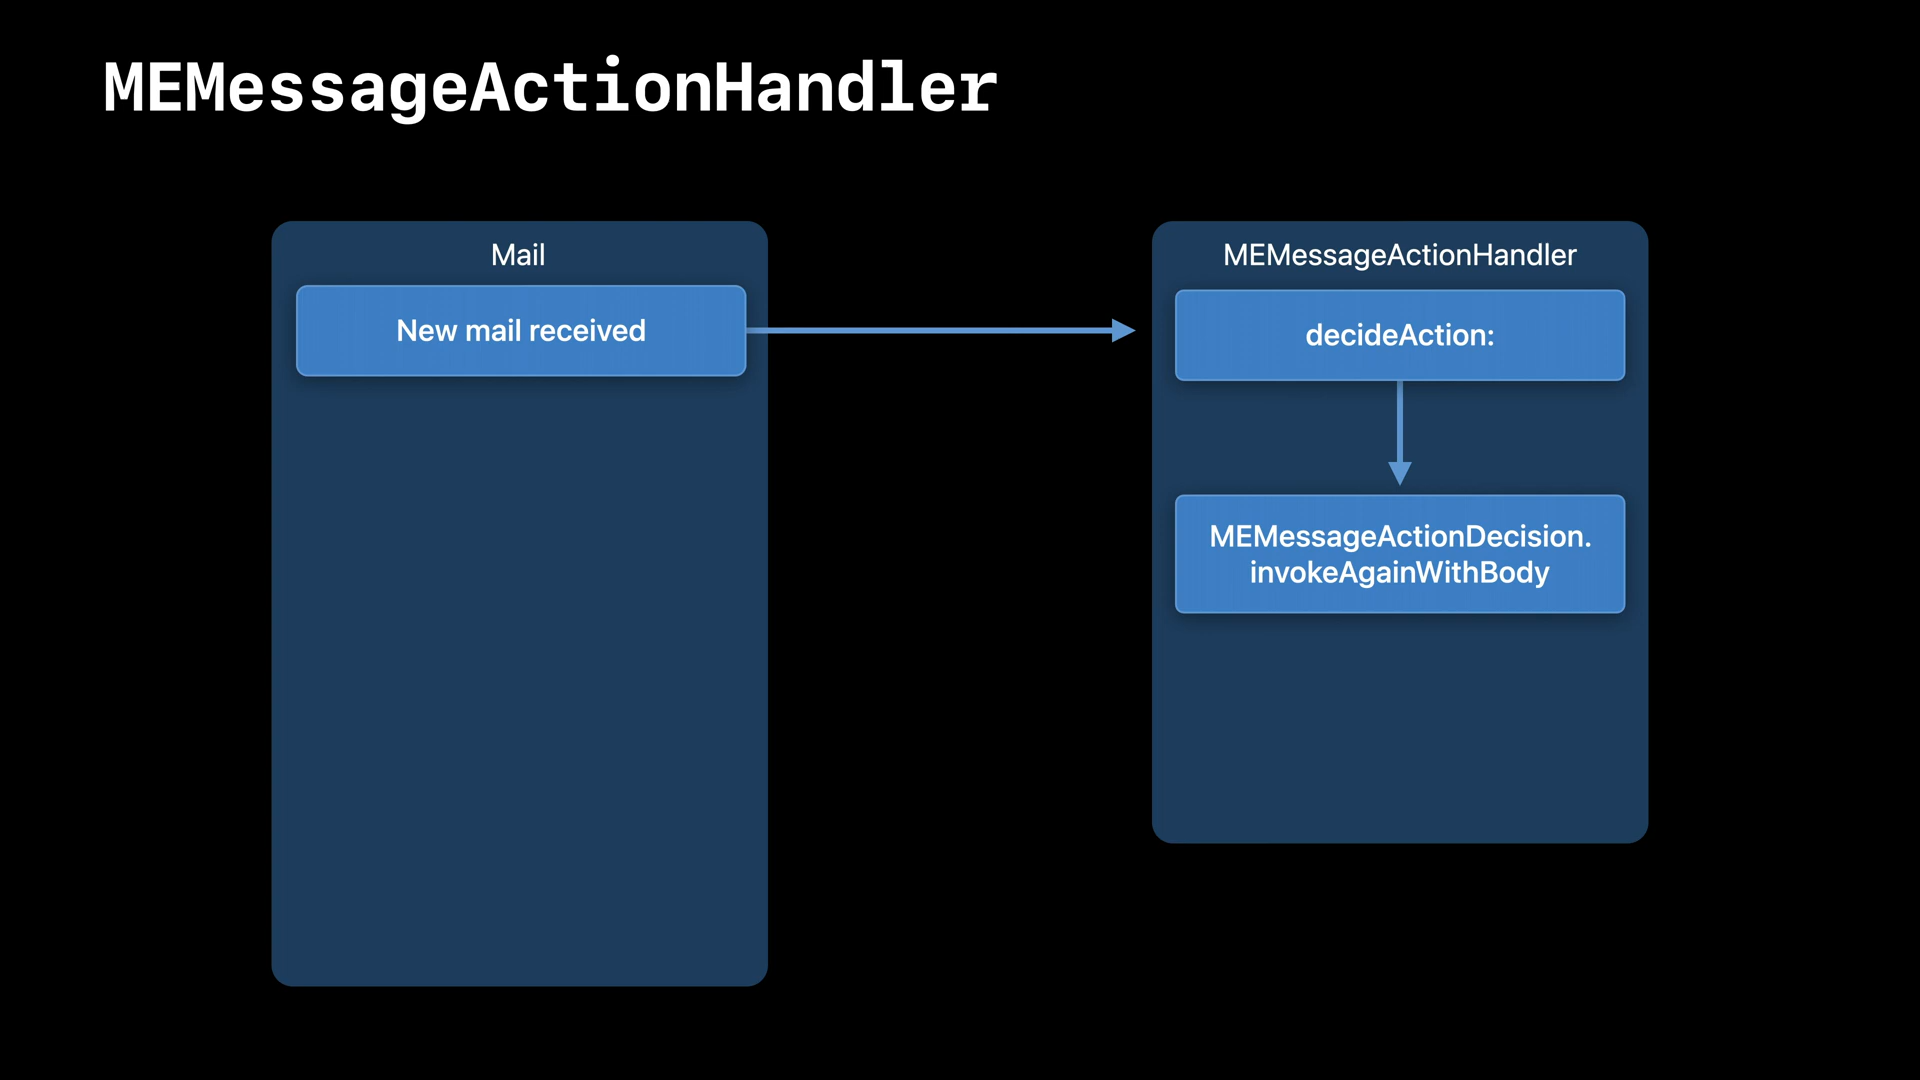 MEMessageActionHandler
Mail
New mail received
MEMessageActionHandler
decideAction:
MEMessageActionDecision.
invokeAgainWithBody